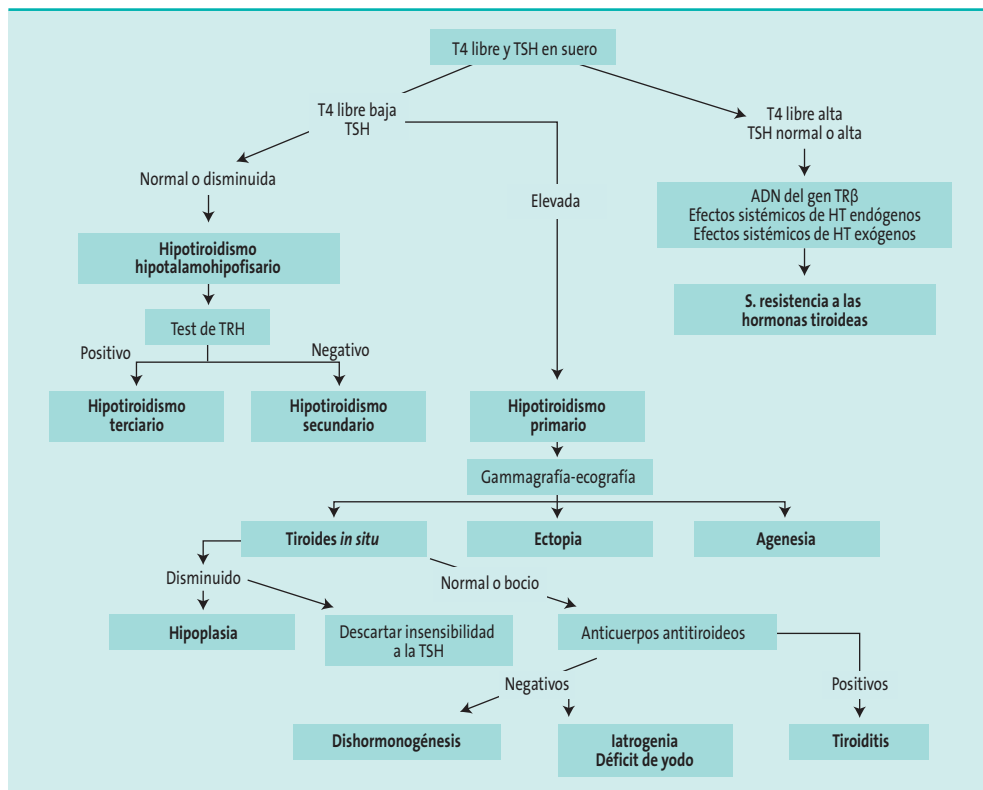 T4 libre y TSH en suero
T4 libre baja
TSH
T4 libre alta
TSH normal o alta
Normal o disminuida
Elevada
ADN del gen TRβ
Efectos sistémicos de HT endógenos
Efectos sistémicos de HT exógenos
Hipotiroidismo
hipotalamohipofisario
S. resistencia a las
hormonas tiroideas
Test de TRH
Positivo
Negativo
Hipotiroidismo
terciario
Hipotiroidismo
secundario
Hipotiroidismo
primario
Gammagrafía-ecografía
Tiroides in situ
Ectopia
Agenesia
Disminuido
Normal o bocio
Hipoplasia
Descartar insensibilidad
a la TSH
Anticuerpos antitiroideos
Negativos
Positivos
Dishormonogénesis
Iatrogenia
Déficit de yodo
Tiroiditis